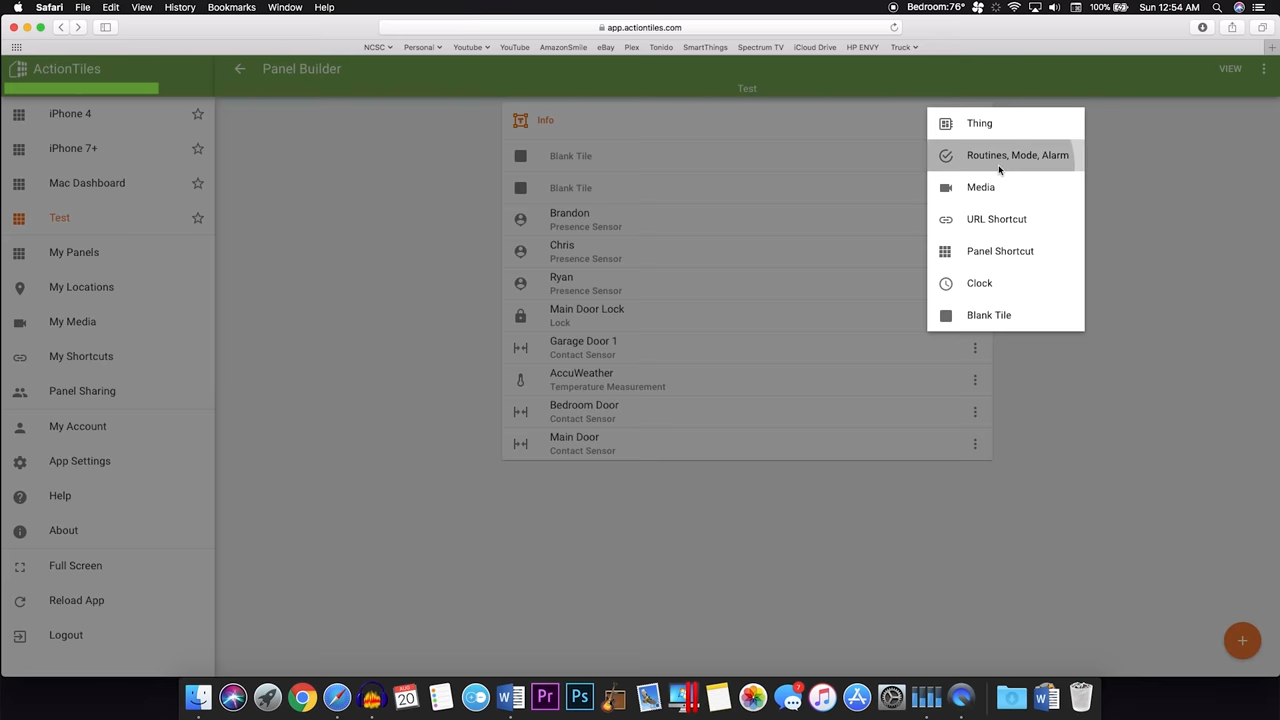 Safari File Edit View History Bookmarks Window Help
Bedroom:76° 100% Sun 12:54 AM
app.actiontiles.com
NCSC Personal Youtube YouTube AmazonSmile eBay Plex Tonido SmartThings Spectrum TV iCloud Drive HP ENVY Truck
ActionTiles
Panel Builder
VIEW
Test
iPhone 4
iPhone 7+
Mac Dashboard
Test
My Panels
My Locations
My Media
My Shortcuts
Panel Sharing
My Account
App Settings
Help
About
Full Screen
Reload App
Logout
Info
Blank Tile
Blank Tile
Brandon
Presence Sensor
Chris
Presence Sensor
Ryan
Presence Sensor
Main Door Lock
Lock
Garage Door 1
Contact Sensor
AccuWeather
Temperature Measurement
Bedroom Door
Contact Sensor
Main Door
Contact Sensor
Thing
Routines, Mode, Alarm
Media
URL Shortcut
Panel Shortcut
Clock
Blank Tile
AUG
20
W
Pr
Ps
W